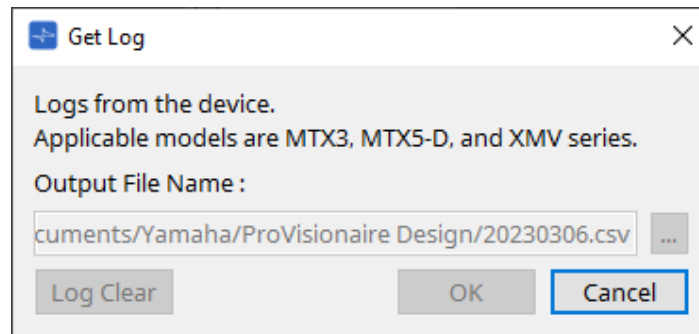 Get Log
Logs from the device.
Applicable models are MTX3, MTX5-D, and XMV series.
Output File Name :
cuments/Yamaha/ProVisionaire Design/20230306.csv
...
Log Clear
OK
Cancel